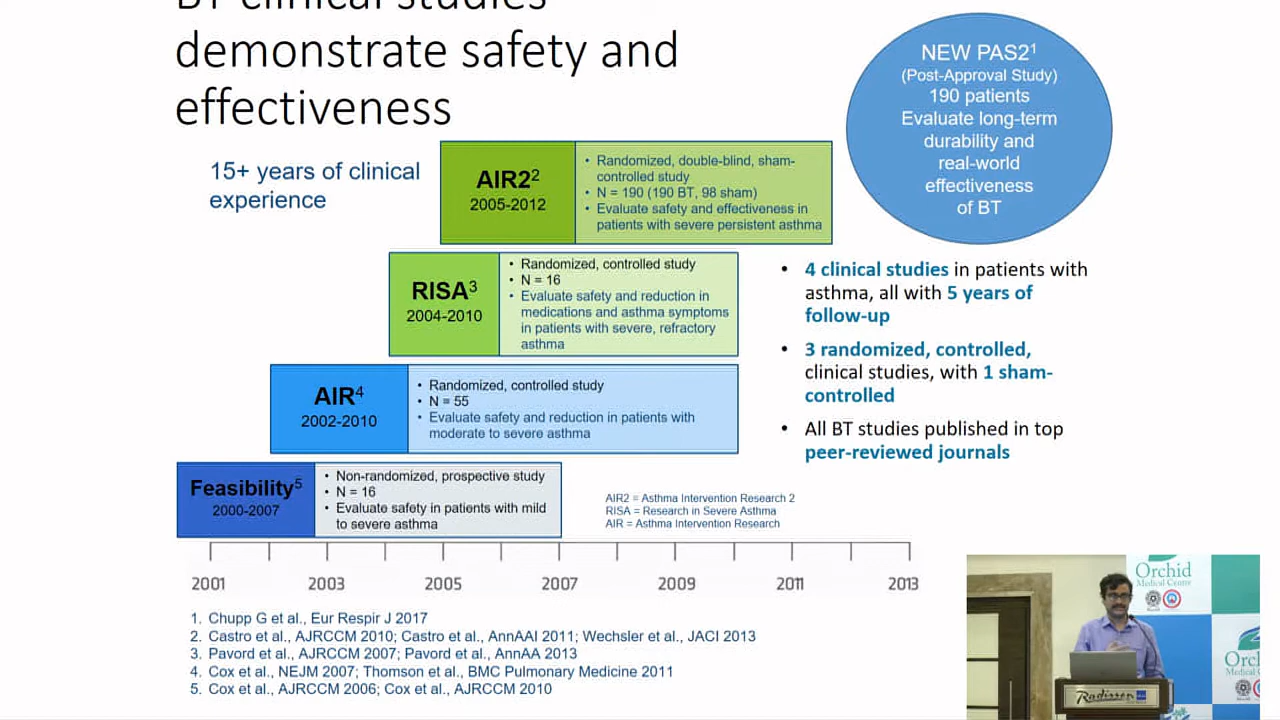 BT clinical studies
demonstrate safety and
effectiveness
15+ years of clinical
experience
AIR2²
2005-2012
• Randomized, double-blind, sham-
controlled study
• N = 190 (190 BT, 98 sham)
• Evaluate safety and effectiveness in
patients with severe persistent asthma
RISA³
2004-2010
• Randomized, controlled study
• N = 16
• Evaluate safety and reduction in
medications and asthma symptoms
in patients with severe, refractory
asthma
AIR⁴
2002-2010
• Randomized, controlled study
• N = 55
• Evaluate safety and reduction in patients with
moderate to severe asthma
Feasibility⁵
2000-2007
• Non-randomized, prospective study
• N = 16
• Evaluate safety in patients with mild
to severe asthma
NEW PAS2¹
(Post-Approval Study)
190 patients
Evaluate long-term
durability and
real-world
effectiveness
of BT
• 4 clinical studies in patients with
asthma, all with 5 years of
follow-up
• 3 randomized, controlled,
clinical studies, with 1 sham-
controlled
• All BT studies published in top
peer-reviewed journals
AIR2 = Asthma Intervention Research 2
RISA = Research in Severe Asthma
AIR = Asthma Intervention Research
2001 2003 2005 2007 2009 2011 2013
1. Chupp G et al., Eur Respir J 2017
2. Castro et al., AJRCCM 2010; Castro et al., AnnAAI 2011; Wechsler et al., JACI 2013
3. Pavord et al., AJRCCM 2007; Pavord et al., AnnAA 2013
4. Cox et al., NEJM 2007; Thomson et al., BMC Pulmonary Medicine 2011
5. Cox et al., AJRCCM 2006; Cox et al., AJRCCM 2010
Orchid
Medical Centre
Orc
Medical
Radisson